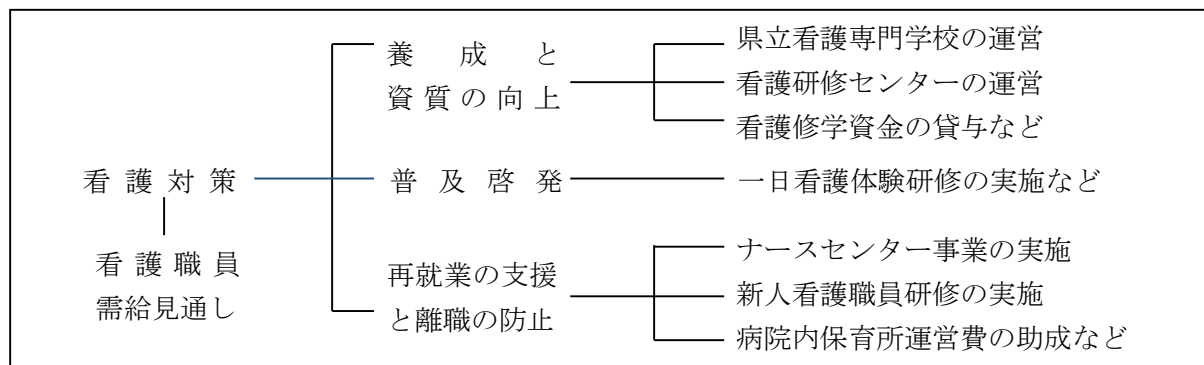 看護対策
看護職員
需給見通し
養成と
資質の向上
県立看護専門学校の運営
看護研修センターの運営
看護修学資金の貸与など
普及啓発
一日看護体験研修の実施など
再就業の支援
と離職の防止
ナースセンター事業の実施
新人看護職員研修の実施
病院内保育所運営費の助成など